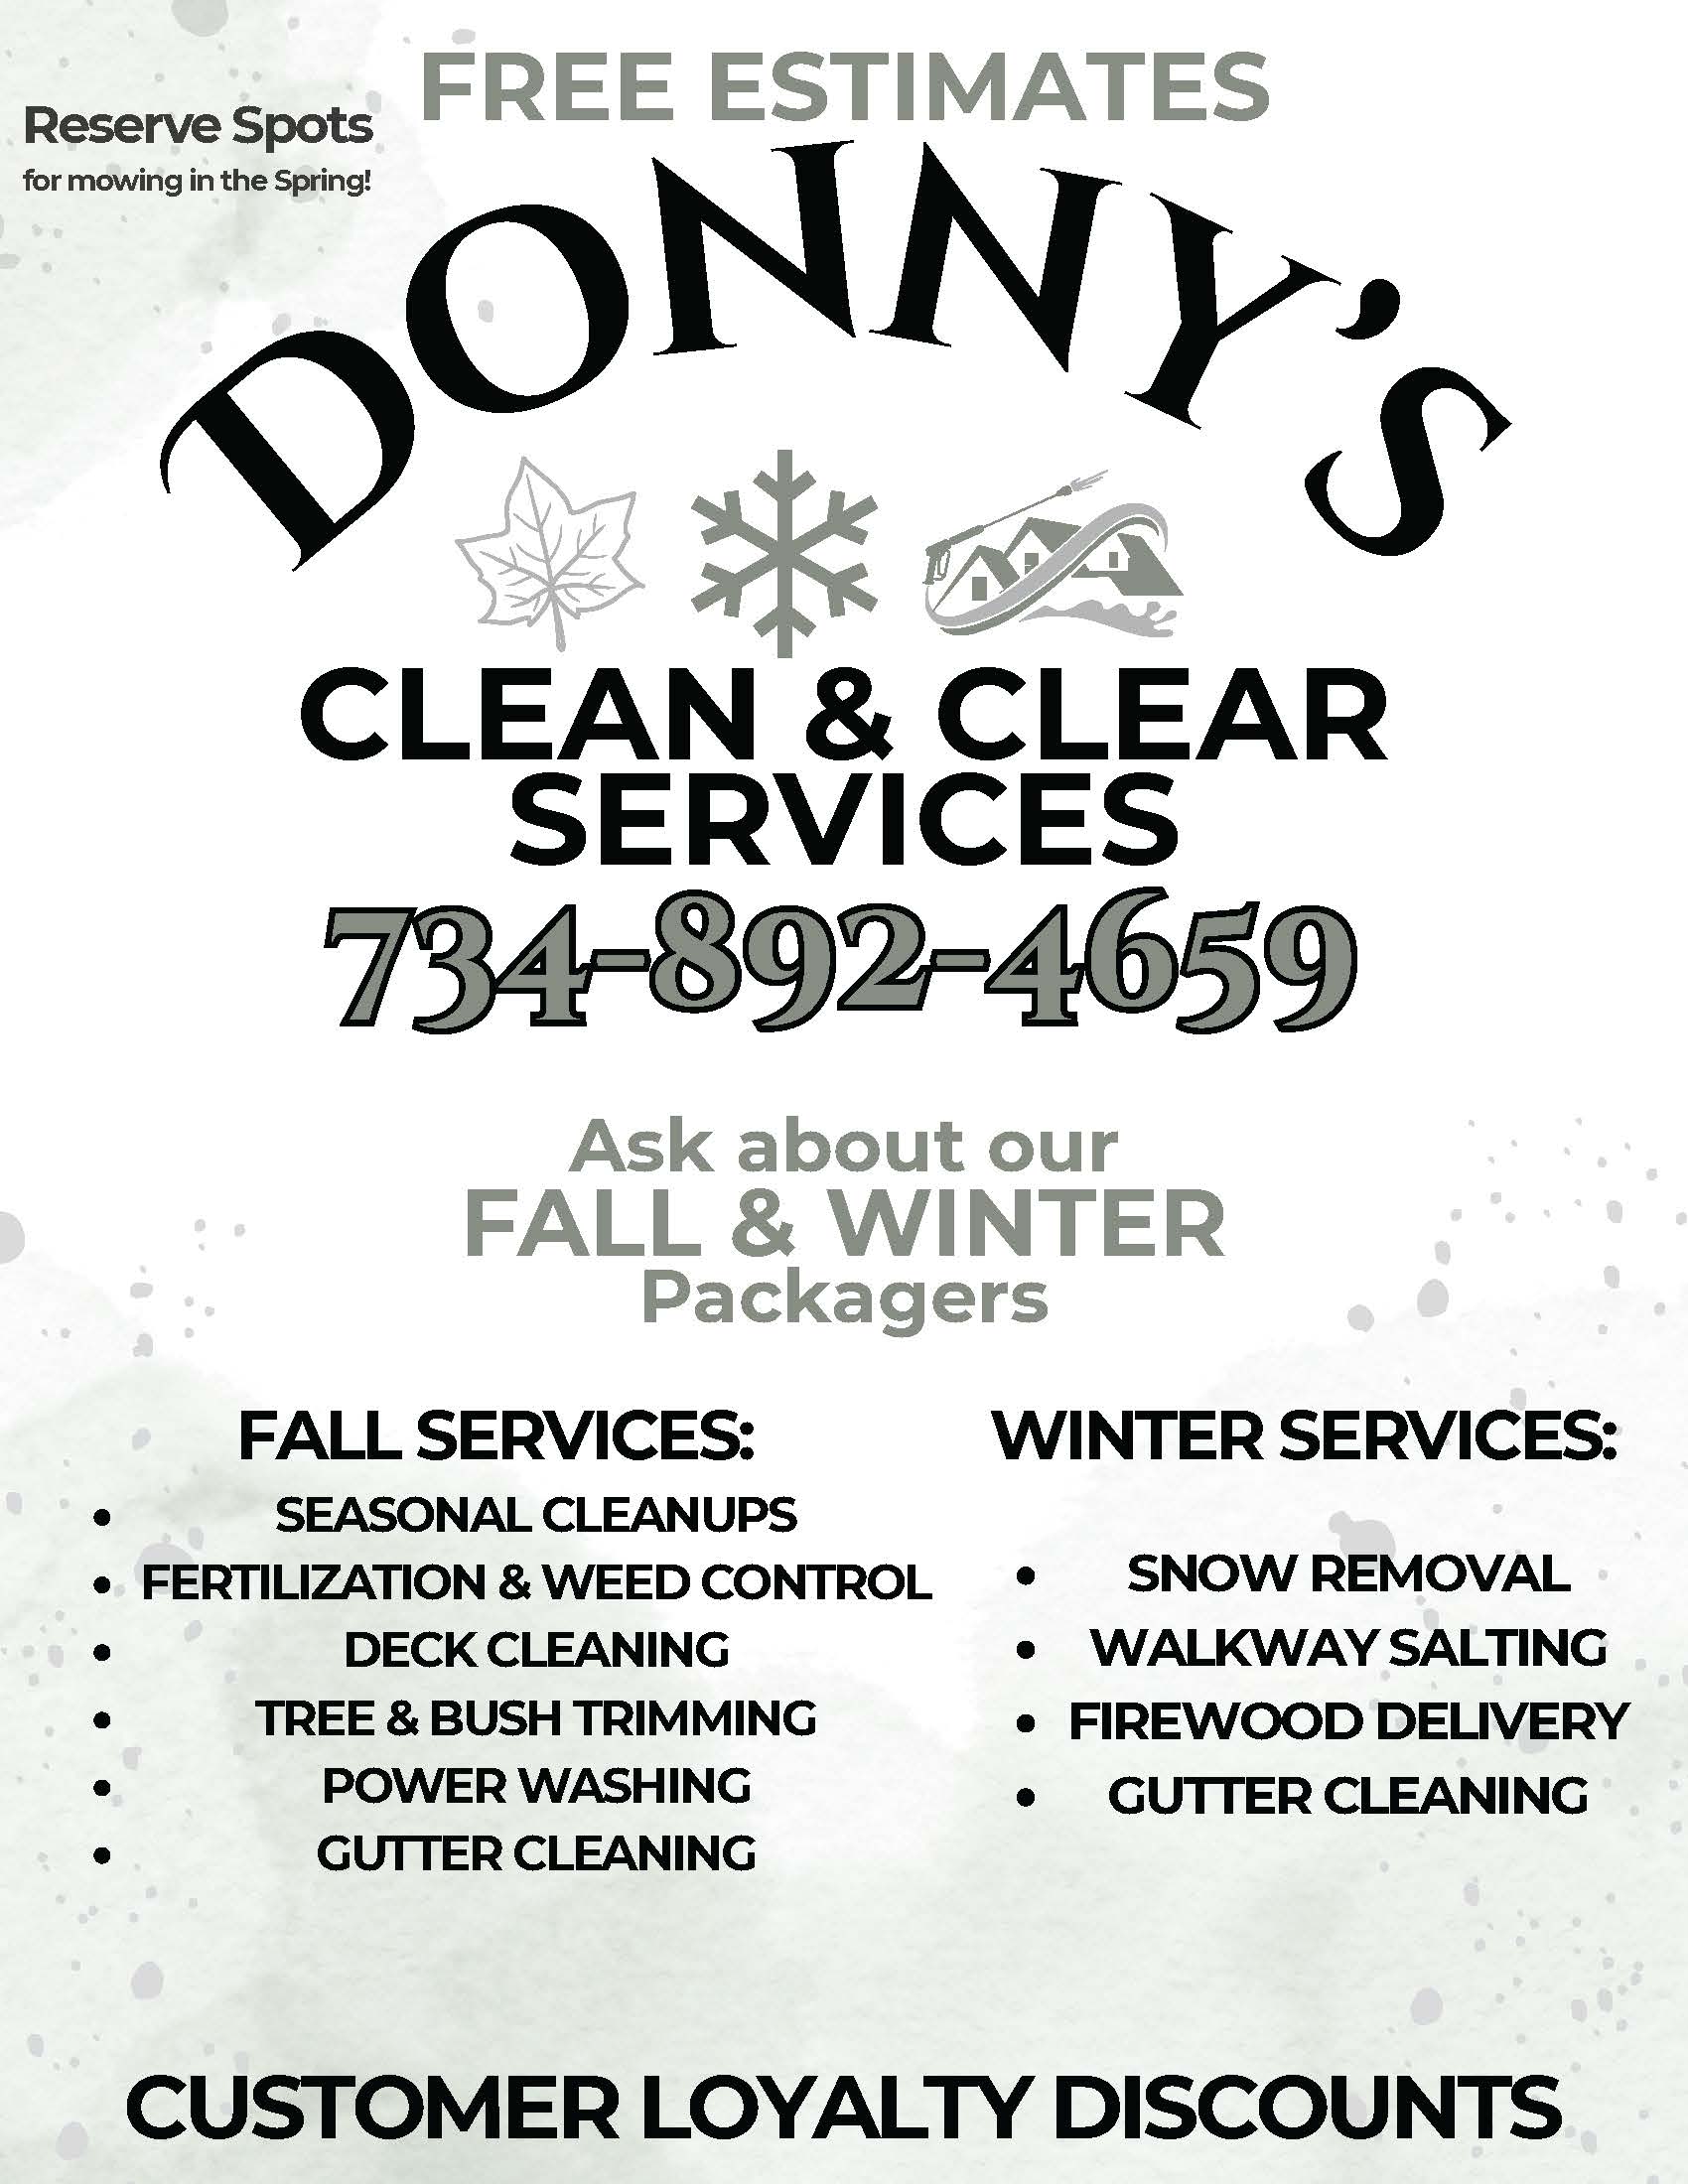 FREE ESTIMATES
Reserve Spots
for mowing in the Spring!
DONNY'S
CLEAN & CLEAR
SERVICES
734-892-4659
Ask about our
FALL & WINTER
Packagers
FALL SERVICES:
• SEASONAL CLEANUPS
• FERTILIZATION & WEED CONTROL
• DECK CLEANING
• TREE & BUSH TRIMMING
• POWER WASHING
• GUTTER CLEANING
WINTER SERVICES:
• SNOW REMOVAL
• WALKWAY SALTING
• FIREWOOD DELIVERY
• GUTTER CLEANING
CUSTOMER LOYALTY DISCOUNTS